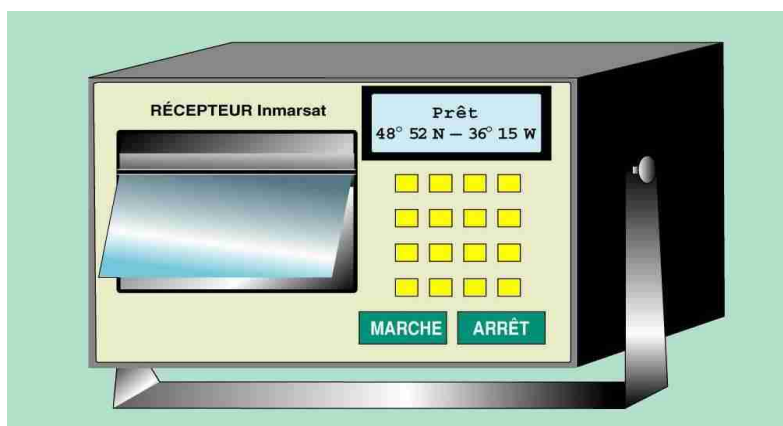 RÉCEPTEUR Inmarsat
Prêt
48° 52 N – 36° 15 W
MARCHE
ARRÊT